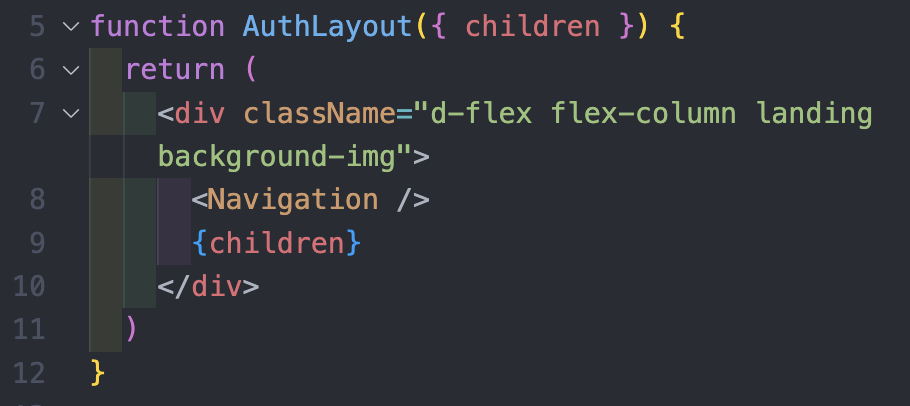 5 function AuthLayout({ children }) {
6 return (
7 <div className="d-flex flex-column landing
background-img">
8 <Navigation />
9 {children}
10 </div>
11 )
12 }